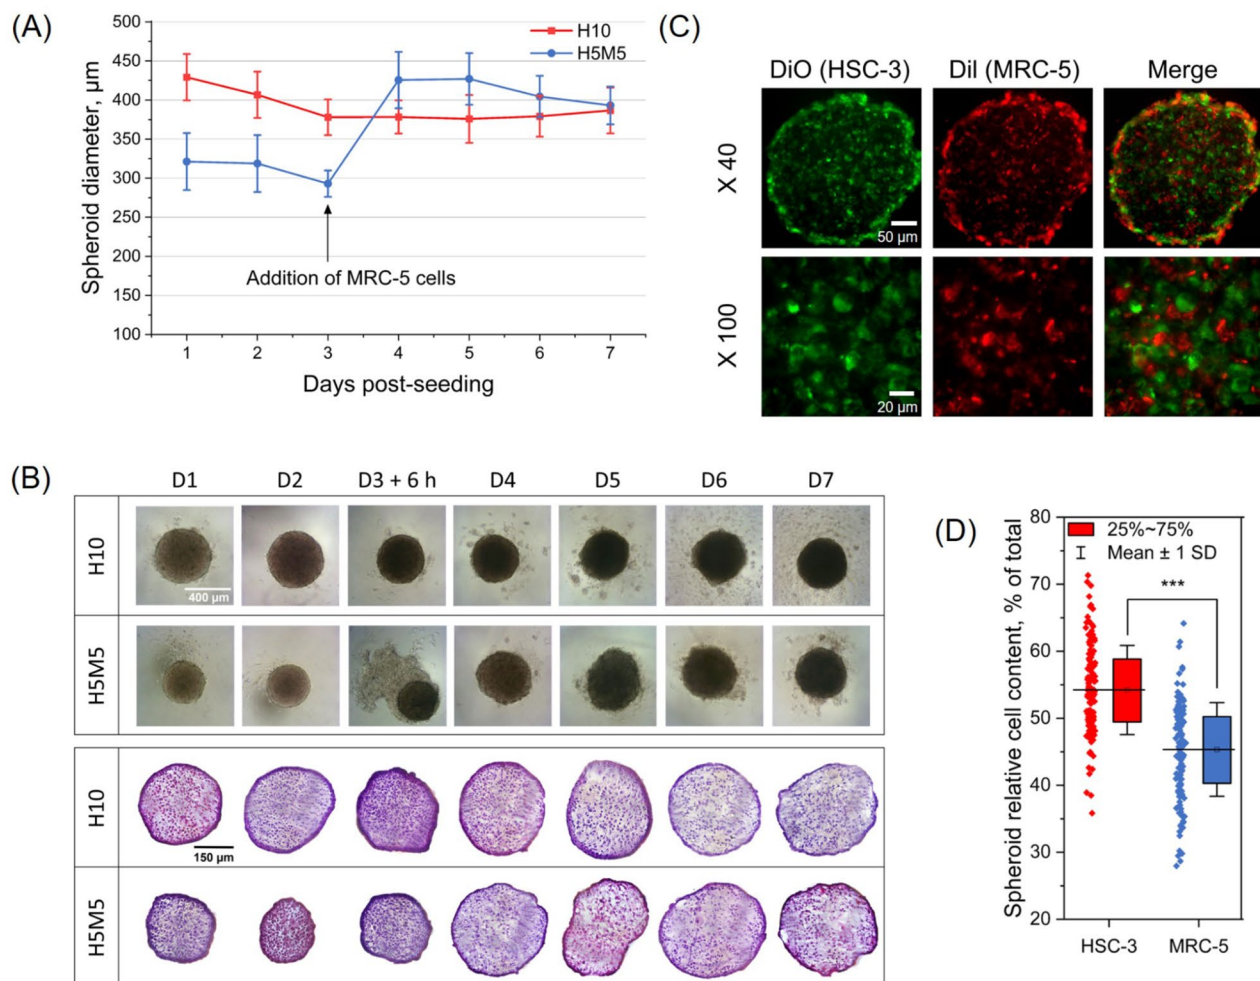 (A)
500
450
400
350
300
250
200
150
100
Spheroid diameter, µm
H10
H5M5
Addition of MRC-5 cells
1 2 3 4 5 6 7
Days post-seeding
(C)
DiO (HSC-3) DiI (MRC-5) Merge
X 40
50 µm
X 100
20 µm
(B)
D1 D2 D3 + 6 h D4 D5 D6 D7
H10
400 µm
H5M5
H10
150 µm
H5M5
(D)
80
70
60
50
40
30
20
Spheroid relative cell content, % of total
25%~75%
Mean ± 1 SD
***
HSC-3 MRC-5